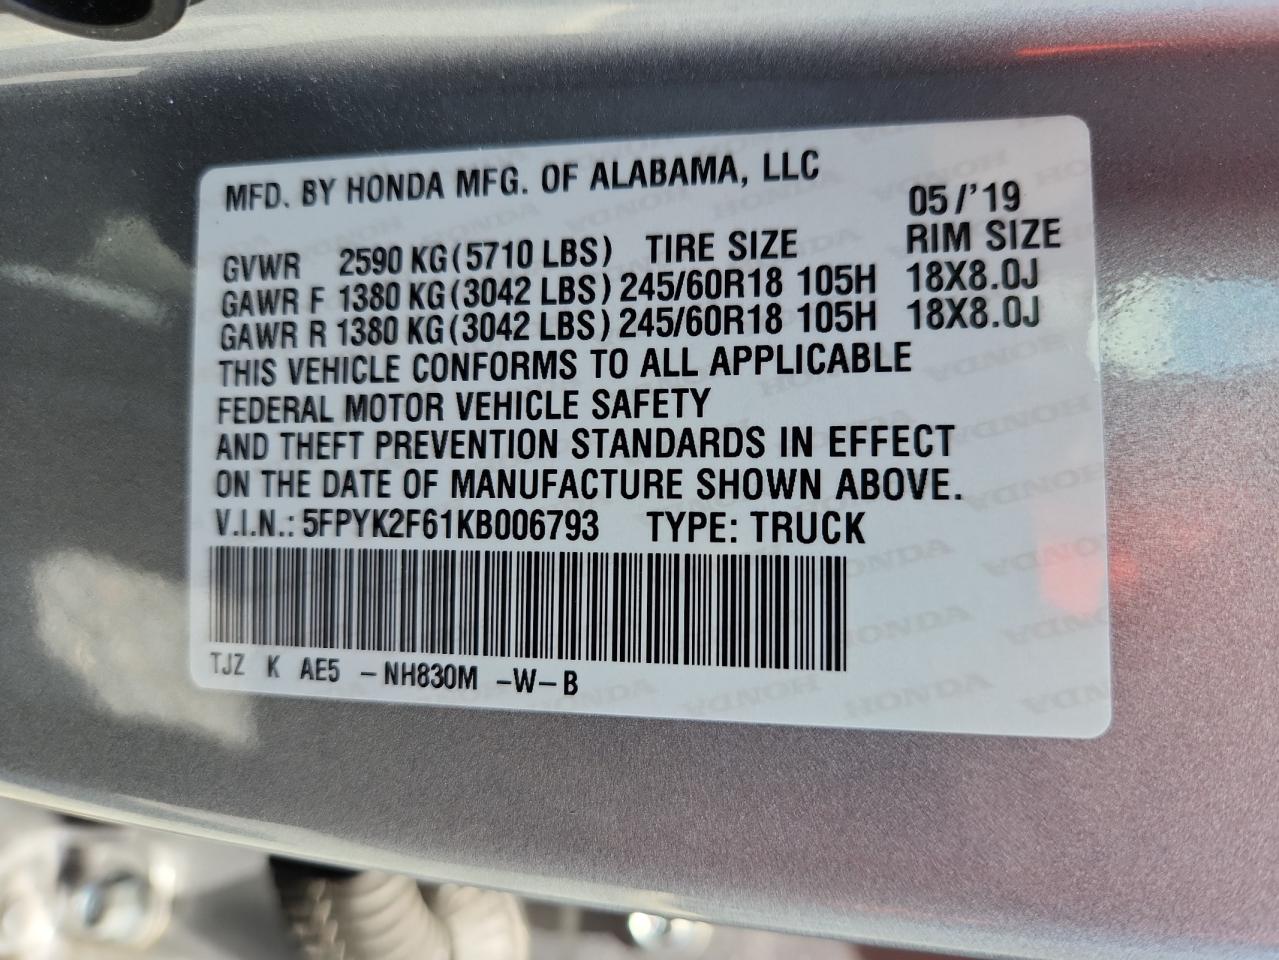 MFD. BY HONDA MFG. OF ALABAMA, LLC
05/'19
GVWR 2590 KG(5710 LBS) TIRE SIZE RIM SIZE
GAWR F 1380 KG(3042 LBS) 245/60R18 105H 18X8.0J
GAWR R 1380 KG(3042 LBS) 245/60R18 105H 18X8.0J
THIS VEHICLE CONFORMS TO ALL APPLICABLE
FEDERAL MOTOR VEHICLE SAFETY
AND THEFT PREVENTION STANDARDS IN EFFECT
ON THE DATE OF MANUFACTURE SHOWN ABOVE.
V.I.N.: 5FPYK2F61KB006793 TYPE: TRUCK
TJZ K AE5 -NH830M -W-B